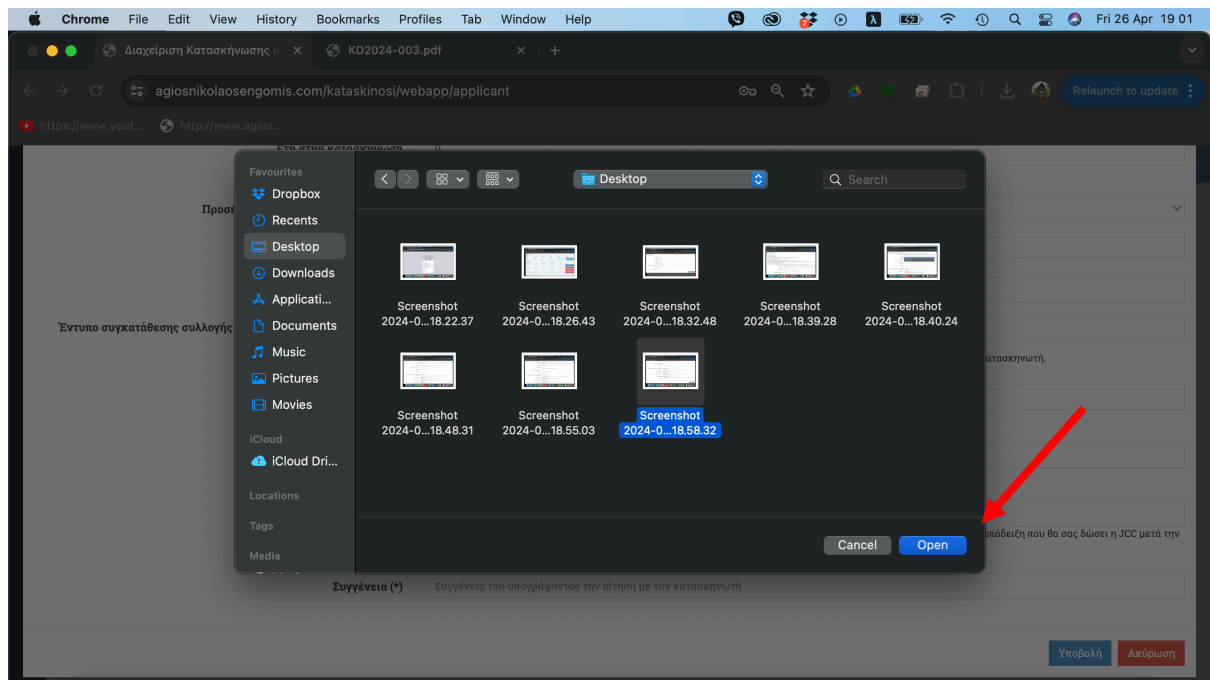 Chrome File Edit View History Bookmarks Profiles Tab Window Help Fri 26 Apr 19 01
Διαχείριση Κατασκήνωσης Ιε KD2024-003.pdf
agiosnikolaosengomis.com/kataskinosi/webapp/applicant Relaunch to update
https://www.yout... http://www.agios...
Έτη στην κατασκήνωση
Favourites
Dropbox
Recents
Desktop
Downloads
Applicati...
Documents
Music
Pictures
Movies
iCloud
iCloud Dri...
Locations
Tags
Media
Desktop
Search
Screenshot
2024-0...18.22.37
Screenshot
2024-0...18.26.43
Screenshot
2024-0...18.32.48
Screenshot
2024-0...18.39.28
Screenshot
2024-0...18.40.24
Screenshot
2024-0...18.48.31
Screenshot
2024-0...18.55.03
Screenshot
2024-0...18.58.32
Cancel Open
Προσέ
Έντυπο συγκατάθεσης συλλογής
ατασκηνωτή.
απόδειξη που θα σας δώσει η JCC μετά την
Συγγένεια (*) Συγγένεια του υπογράφοντος την αίτηση με τον κατασκηνωτή
Υποβολή Ακύρωση